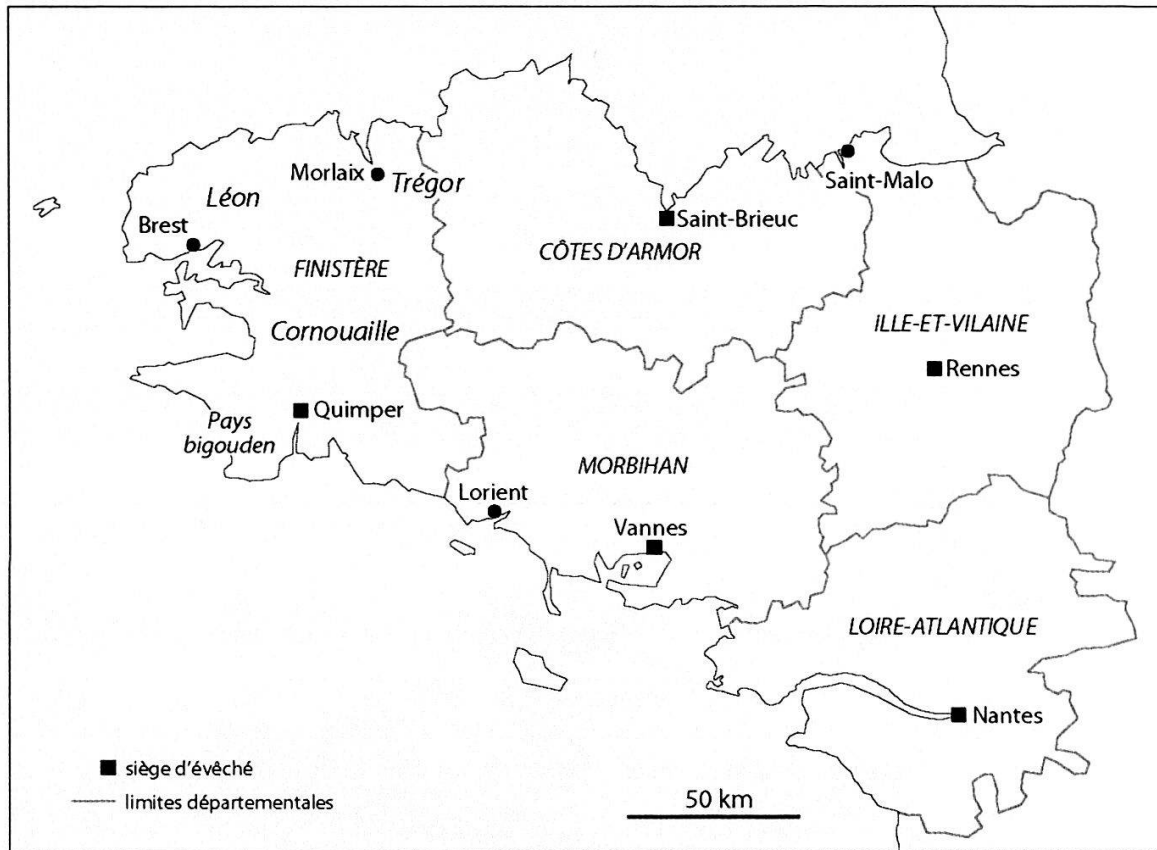 Morlaix
Trégor
Saint-Malo
Léon
Brest
Saint-Brieuc
CÔTES D'ARMOR
FINISTÈRE
Cornouaille
ILLE-ET-VILAINE
Rennes
Quimper
Pays
bigouden
MORBIHAN
Lorient
Vannes
LOIRE-ATLANTIQUE
Nantes
siège d'évêché
limites départementales
50 km